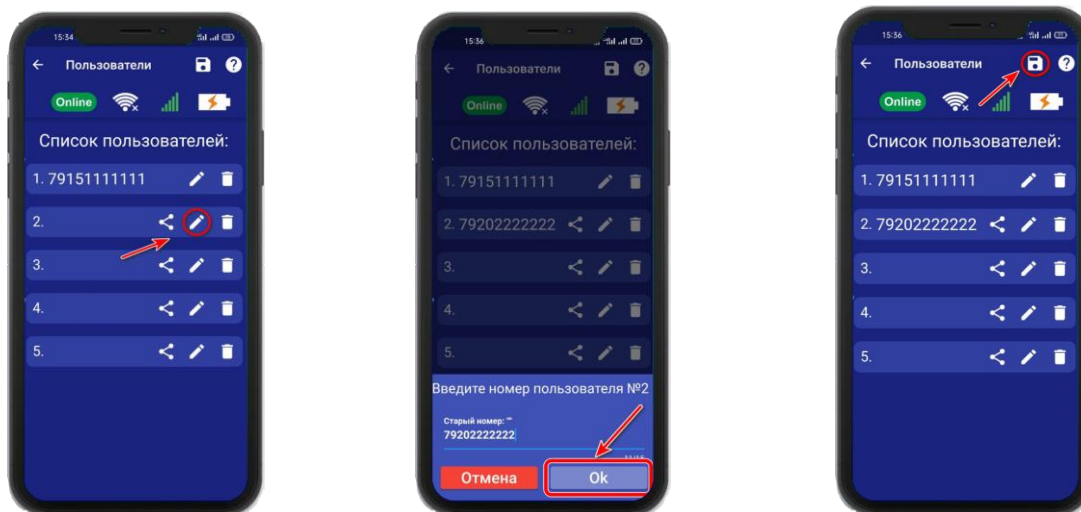 15:34
Пользователи
Online
Список пользователей:
1. 79151111111
2.
3.
4.
5.
15:36
Пользователи
Online
Список пользователей:
1. 79151111111
2. 79202222222
3.
4.
5.
Введите номер пользователя №2
Старый номер: ""
79202222222
11/15
Отмена
Ok
15:36
Пользователи
Online
Список пользователей:
1. 79151111111
2. 79202222222
3.
4.
5.